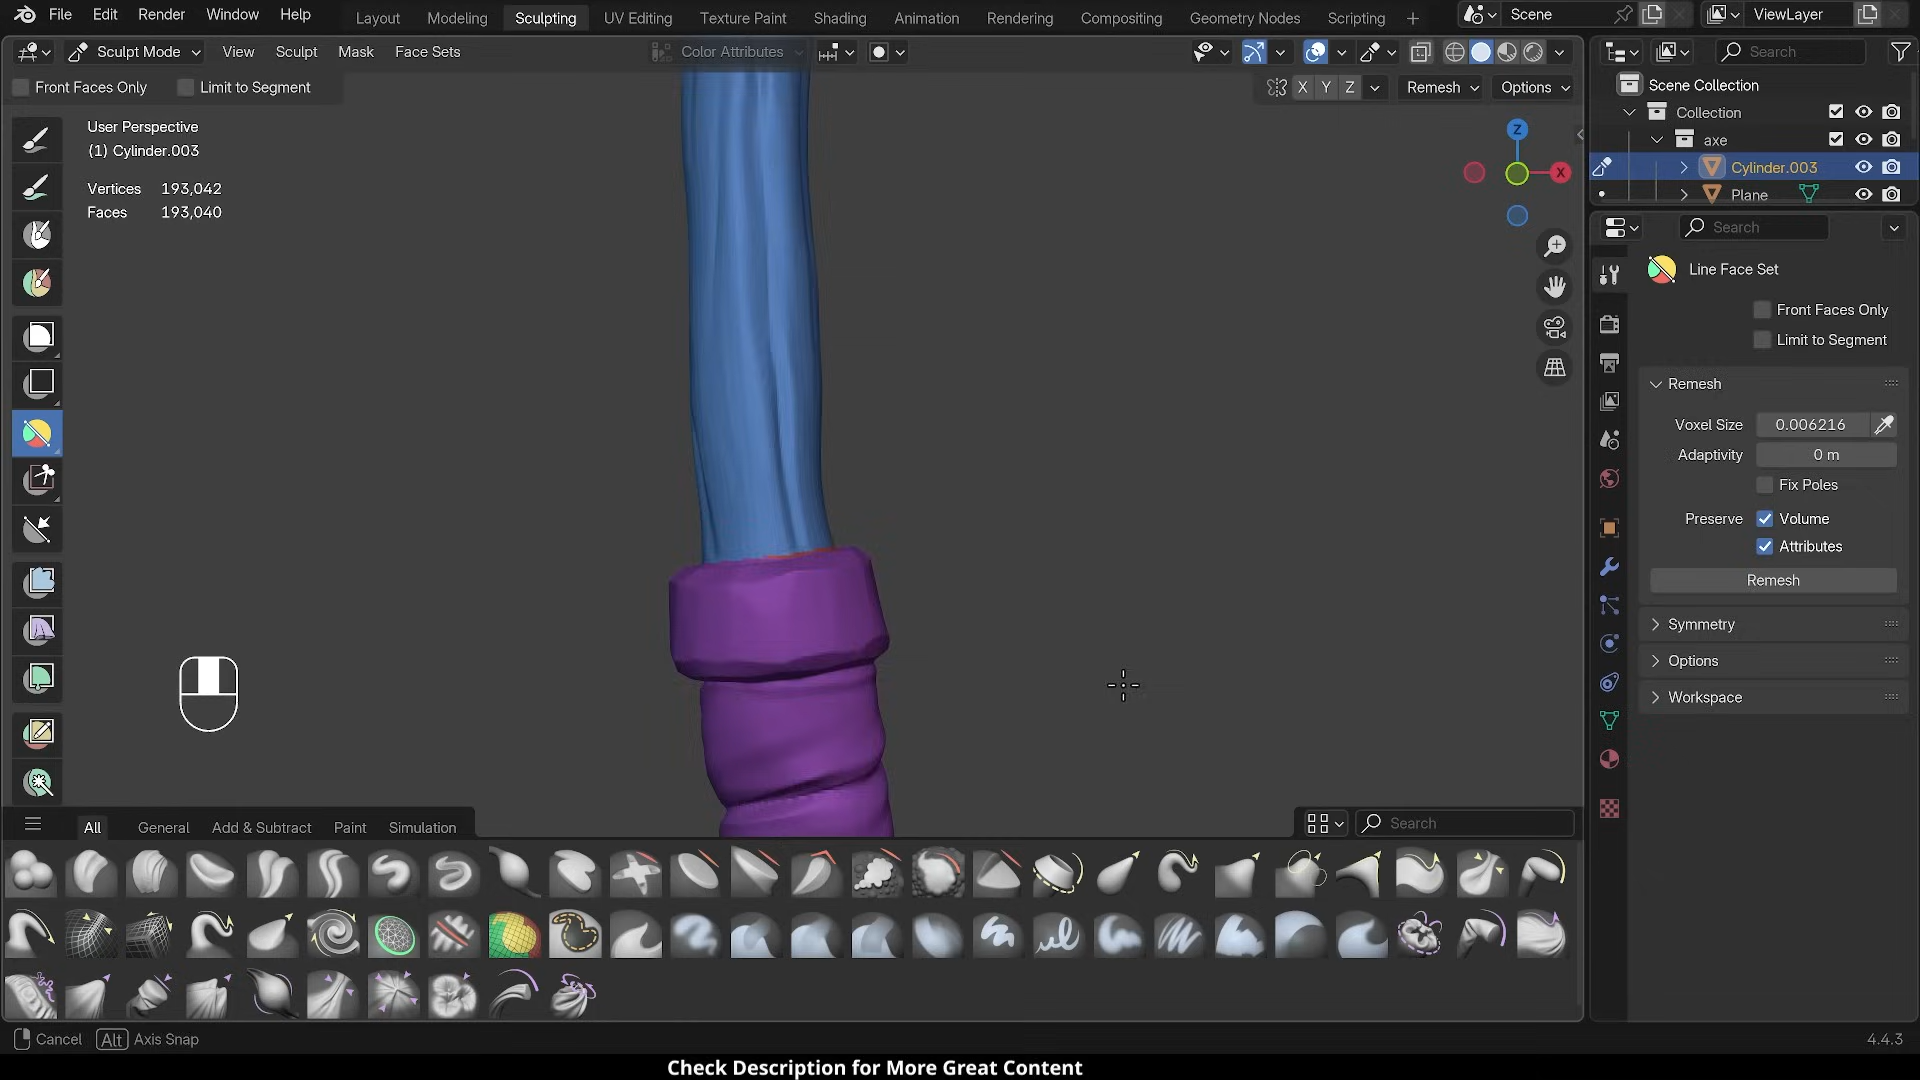 File Edit Render Window Help Layout Modeling Sculpting UV Editing Texture Paint Shading Animation Rendering Compositing Geometry Nodes Scripting + Scene ViewLayer
Sculpt Mode View Sculpt Mask Face Sets Color Attributes Search
Front Faces Only Limit to Segment X Y Z Remesh Options
Scene Collection
Collection
axe
Cylinder.003
Plane
User Perspective
(1) Cylinder.003
Vertices 193,042
Faces 193,040
Z
X
Search
Line Face Set
Front Faces Only
Limit to Segment
Remesh
Voxel Size 0.006216
Adaptivity 0 m
Fix Poles
Preserve Volume
Attributes
Remesh
Symmetry
Options
Workspace
All General Add & Subtract Paint Simulation Search
Cancel Alt Axis Snap 4.4.3
Check Description for More Great Content